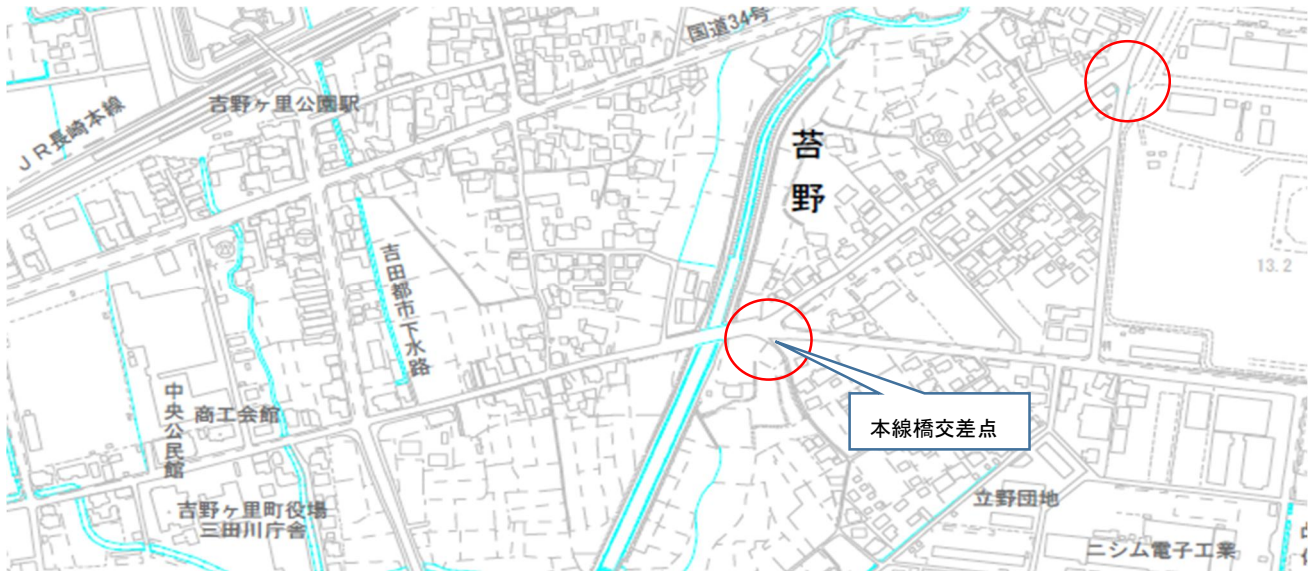 国道34号
吉野ヶ里公園駅
JR長崎本線
苔野
13.2
吉田都市下水路
本線橋交差点
中央公民館
商工会館
吉野ヶ里町役場
三田川庁舎
立野団地
ニシム電子工業